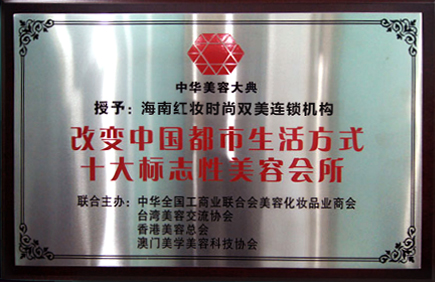 中华美容大典
授予：海南红妆时尚双美连锁机构
改变中国都市生活方式
十大标志性美容会所
联合主办：中华全国工商业联合会美容化妆品业商会
台湾美容交流协会
香港美容总会
澳门美学美容科技协会